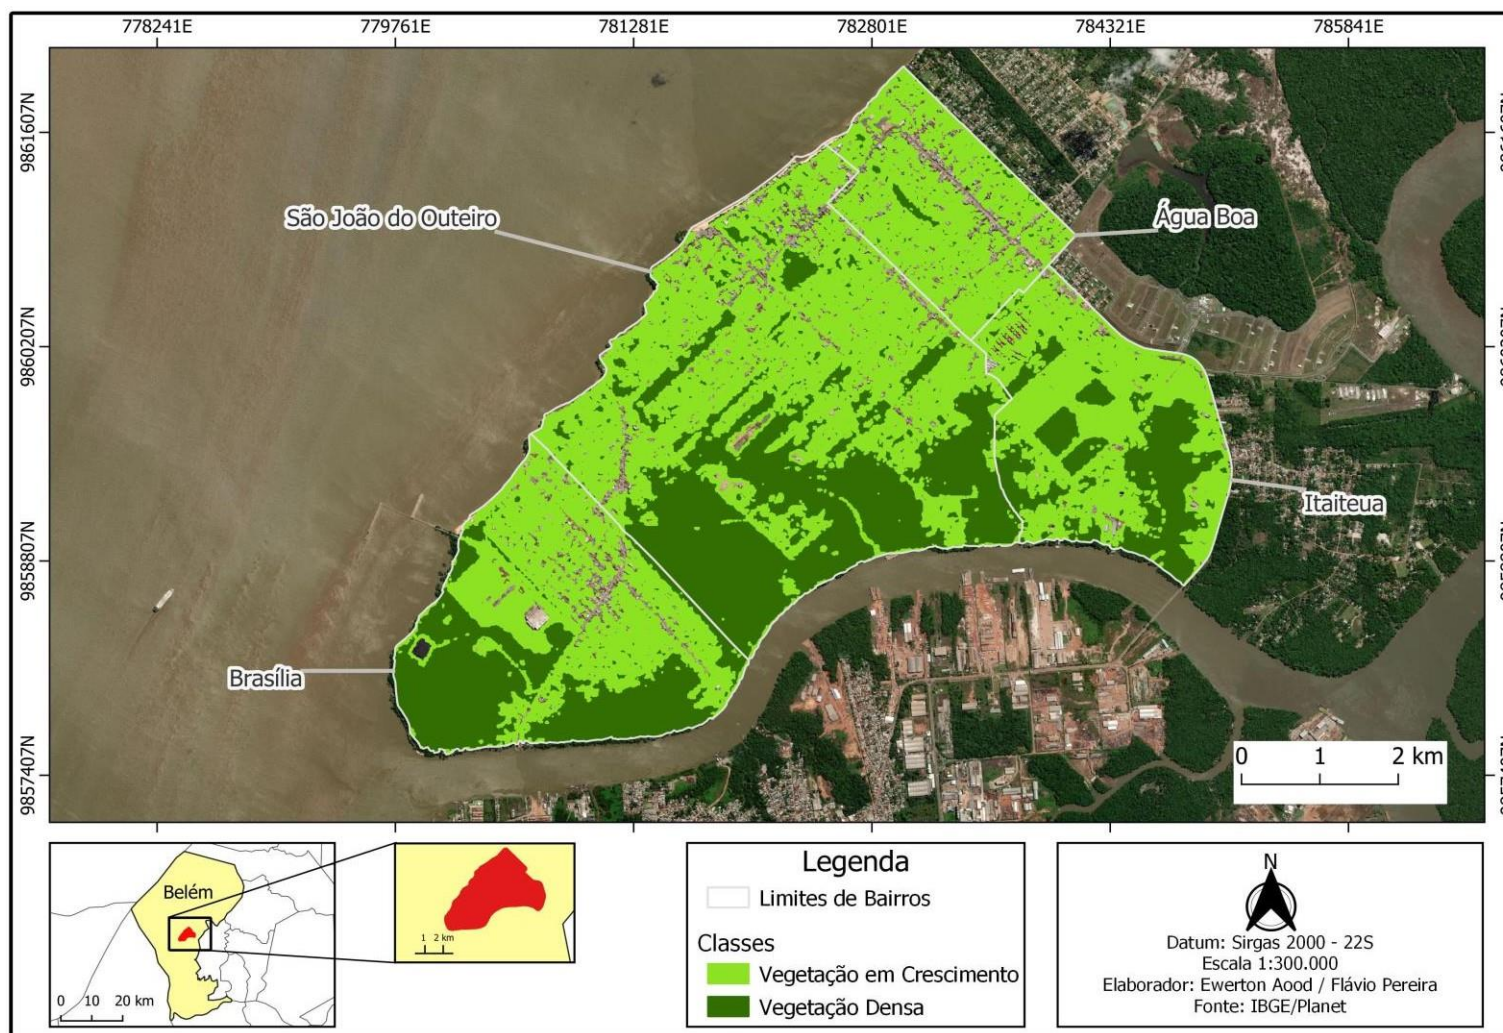 778241E 779761E 781281E 782801E 784321E 785841E
9861607N
São João do Outeiro
Água Boa
9860207N
Itaiteua
9858807N
Brasília
9857407N
0 1 2 km
Belém
0 10 20 km
1 2 km
Legenda
Limites de Bairros
Classes
Vegetação em Crescimento
Vegetação Densa
N
Datum: Sirgas 2000 - 22S
Escala 1:300.000
Elaborador: Ewerton Aood / Flávio Pereira
Fonte: IBGE/Planet